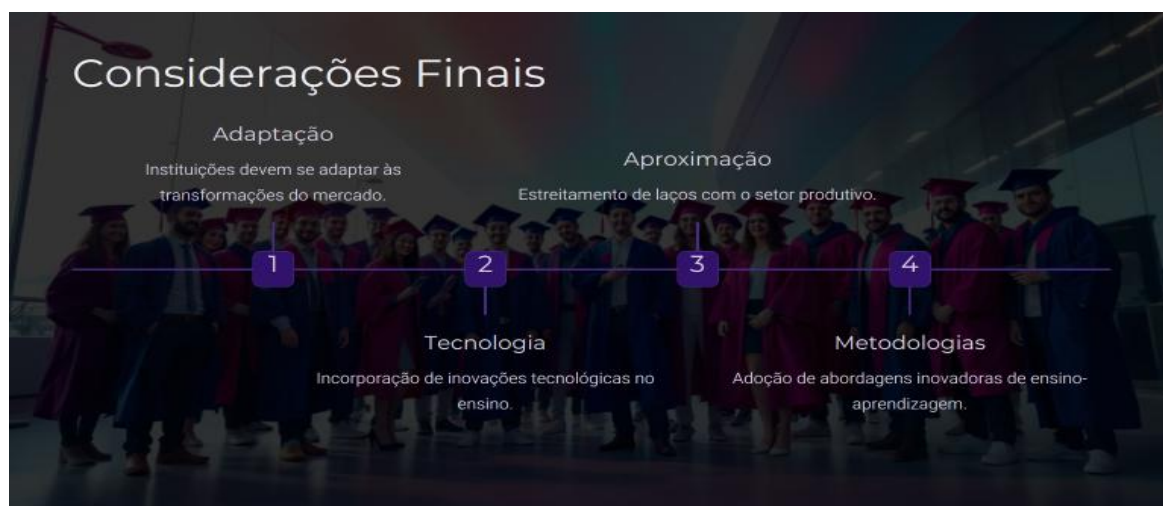 Considerações Finais
Adaptação
Instituições devem se adaptar às
transformações do mercado.
1
Tecnologia
Incorporação de inovações tecnológicas no
ensino.
2
Aproximação
Estreitamento de laços com o setor produtivo.
3
Metodologias
Adoção de abordagens inovadoras de ensino-
aprendizagem.
4